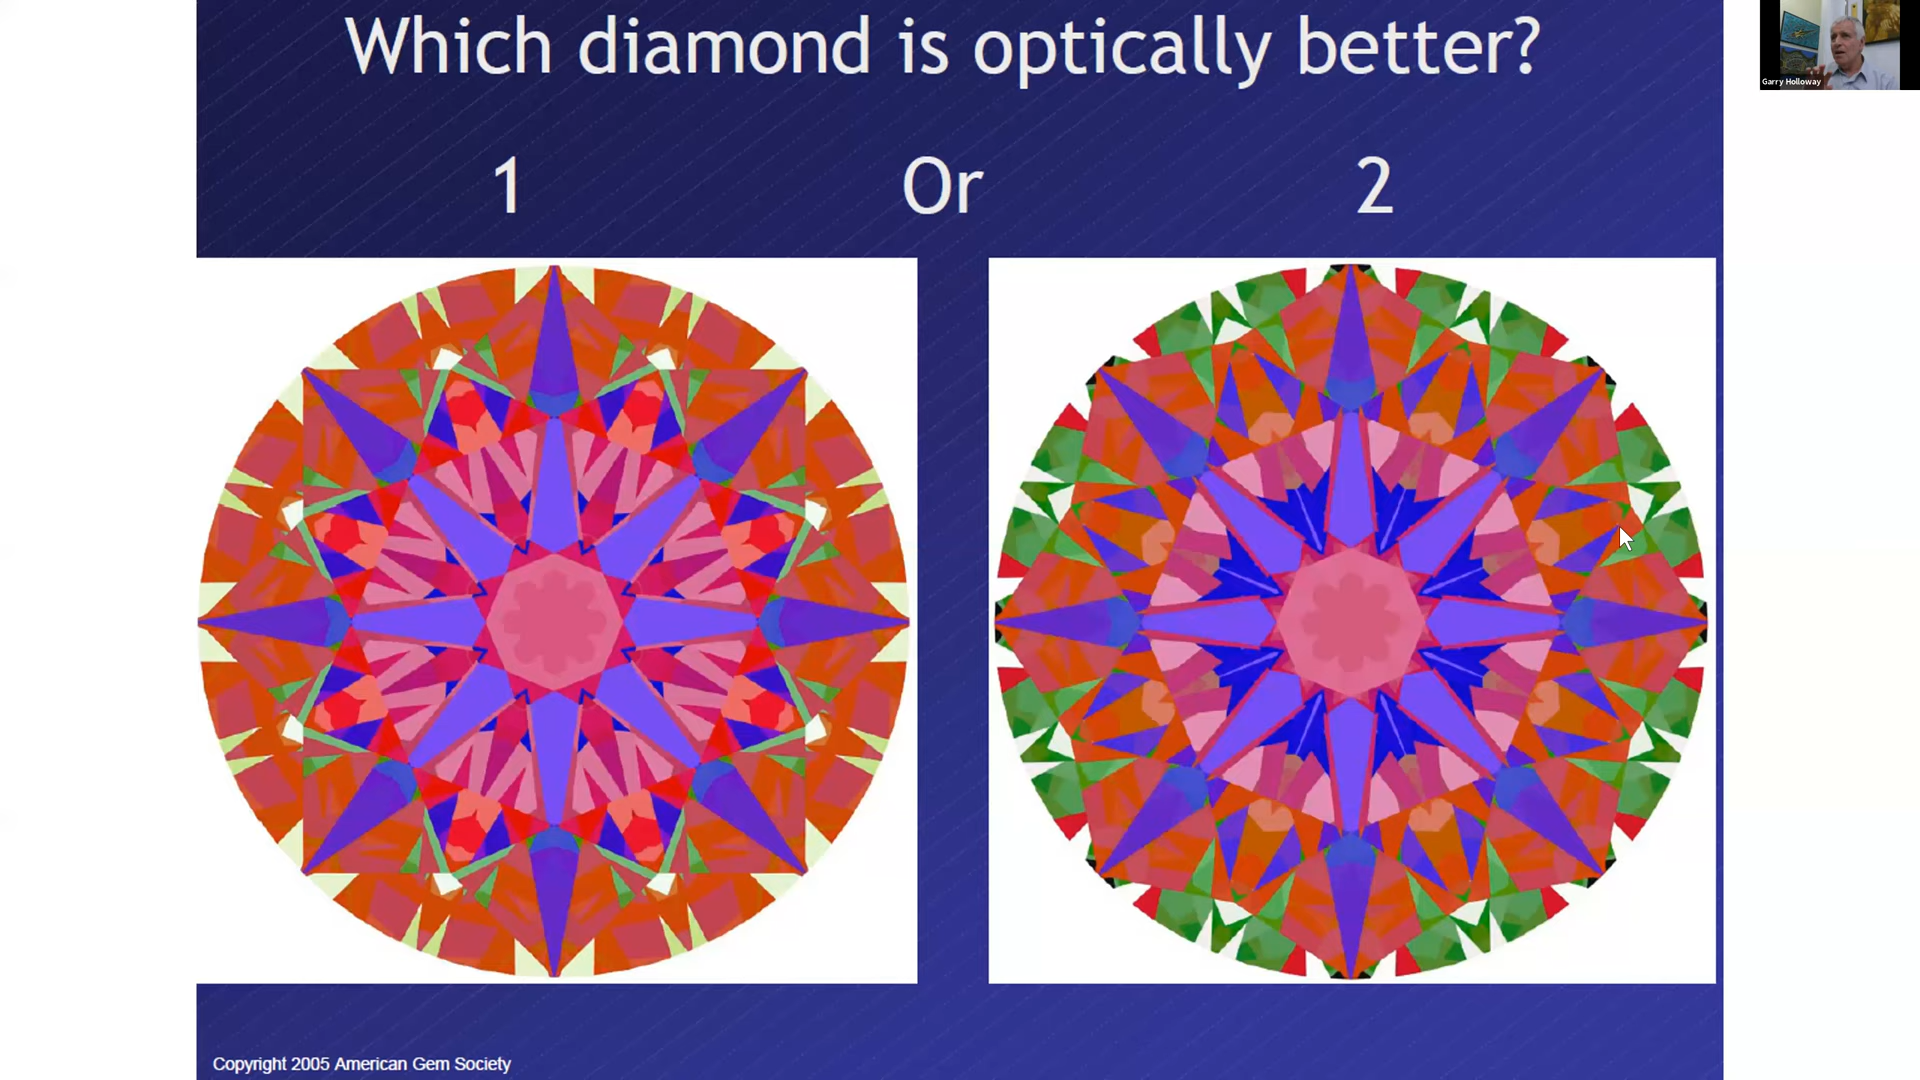 Which diamond is optically better?
1 Or 2
Garry Holloway
Copyright 2005 American Gem Society